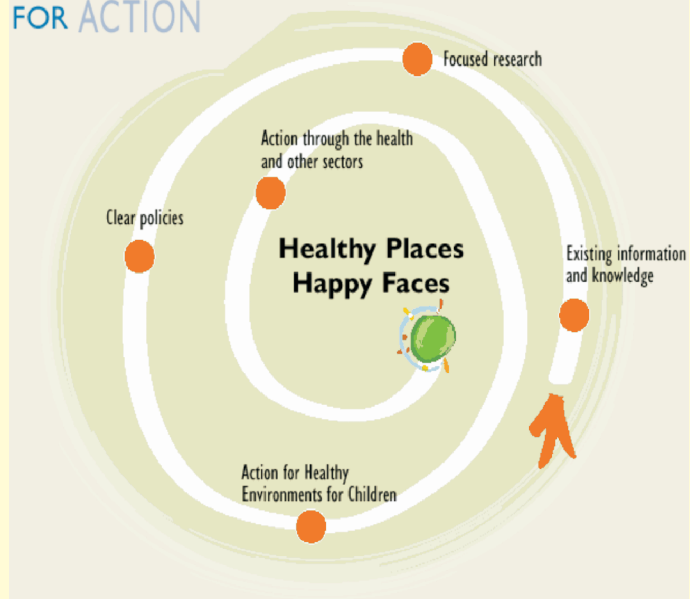 FOR ACTION
Focused research
Action through the health
and other sectors
Clear policies
Healthy Places
Happy Faces
Existing information
and knowledge
Action for Healthy
Environments for Children